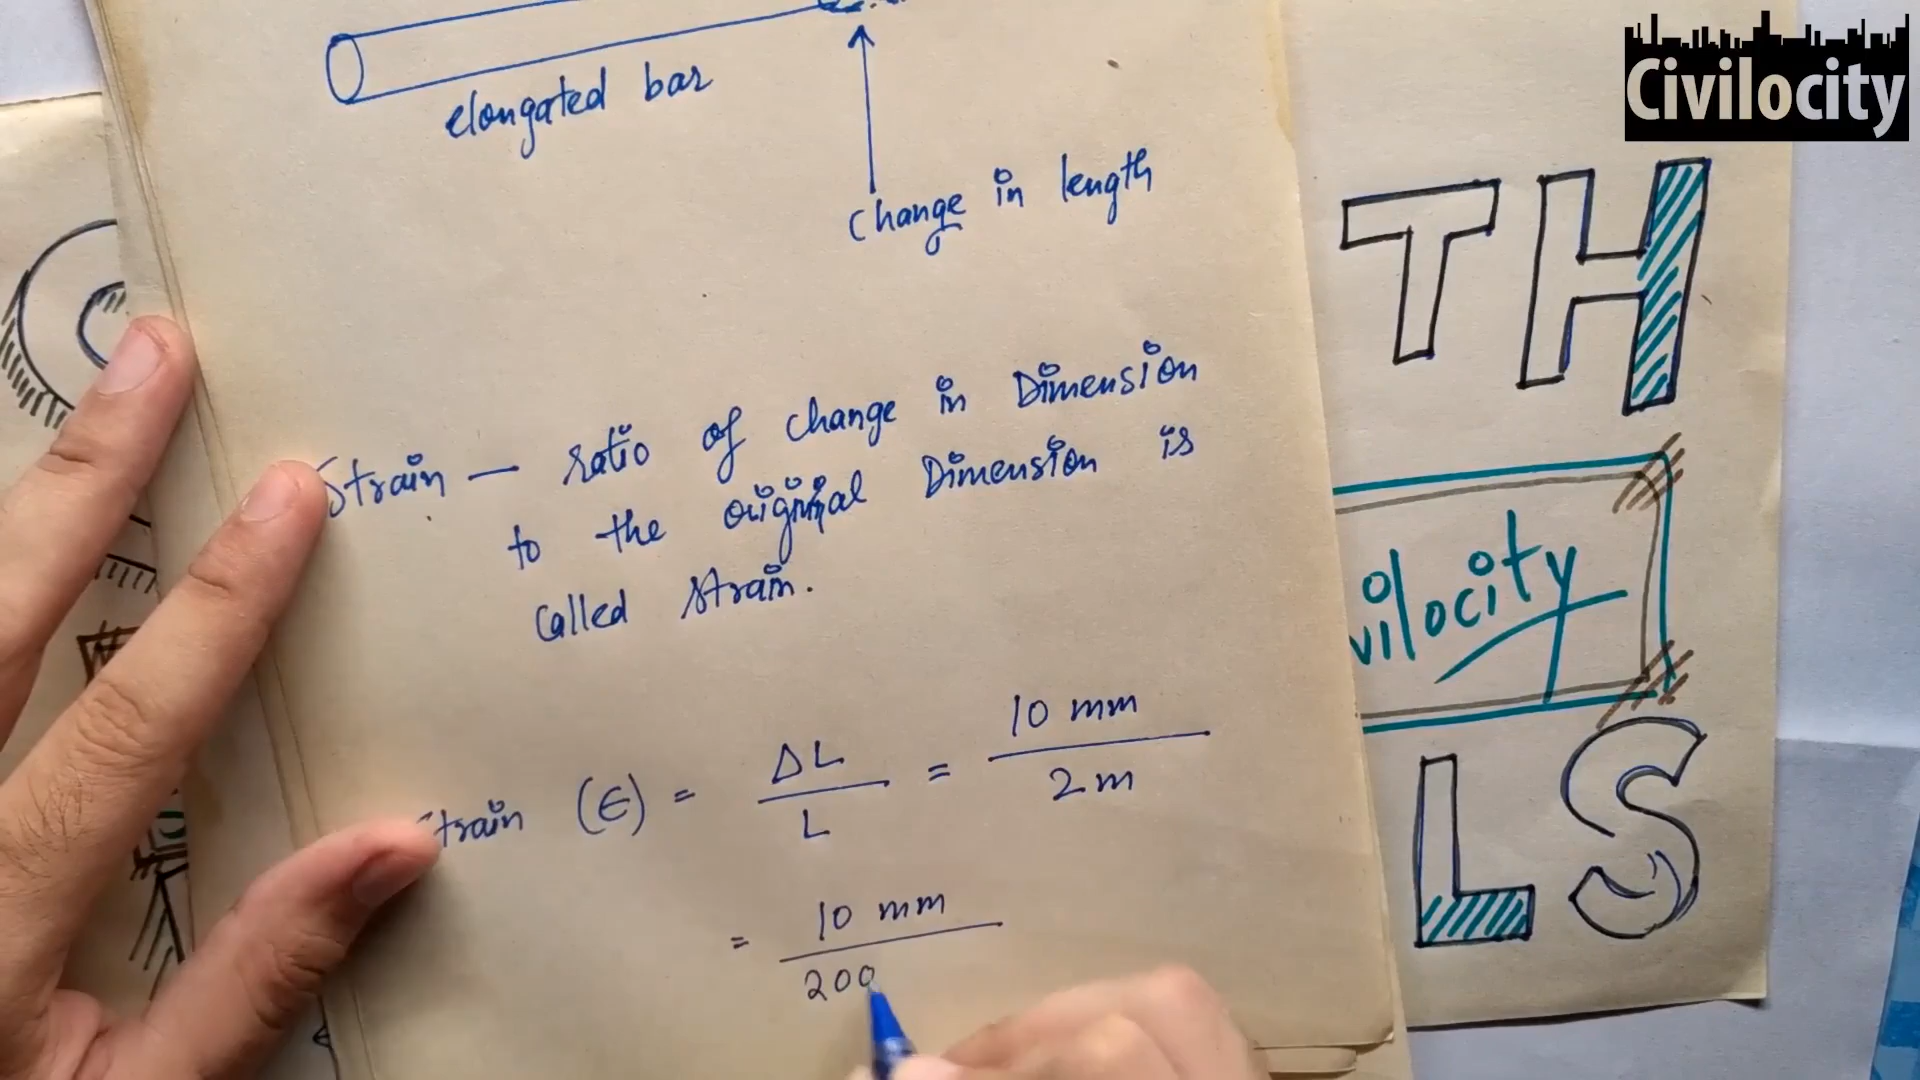 Civilocity
elongated bar
Change in length
TH
Strain — ratio of change in Dimension
to the original Dimension is
called strain.
vilocity
LS
Strain (ε) = ΔL / L = 10 mm / 2 m
= 10 mm / 200